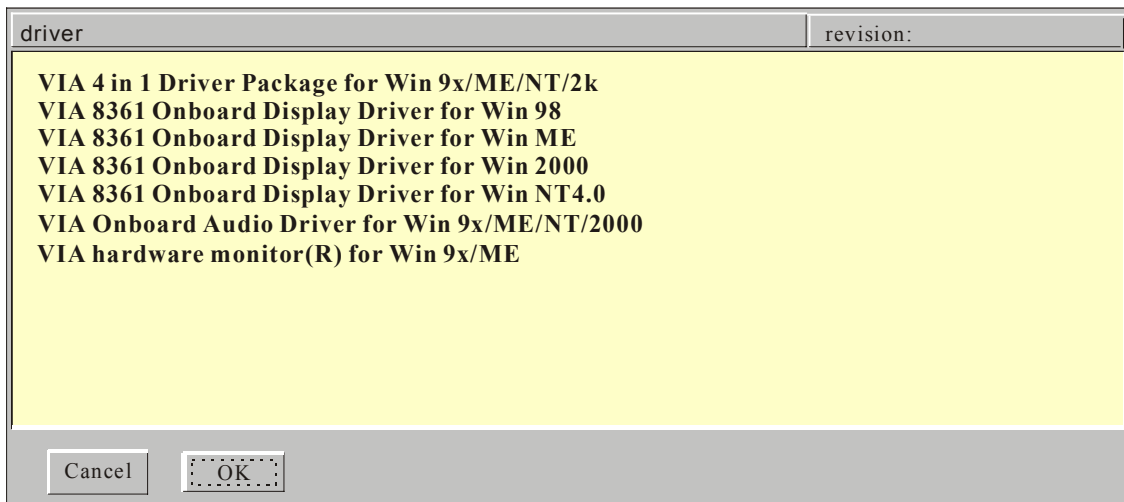 driver revision:
VIA 4 in 1 Driver Package for Win 9x/ME/NT/2k
VIA 8361 Onboard Display Driver for Win 98
VIA 8361 Onboard Display Driver for Win ME
VIA 8361 Onboard Display Driver for Win 2000
VIA 8361 Onboard Display Driver for Win NT4.0
VIA Onboard Audio Driver for Win 9x/ME/NT/2000
VIA hardware monitor(R) for Win 9x/ME
Cancel OK